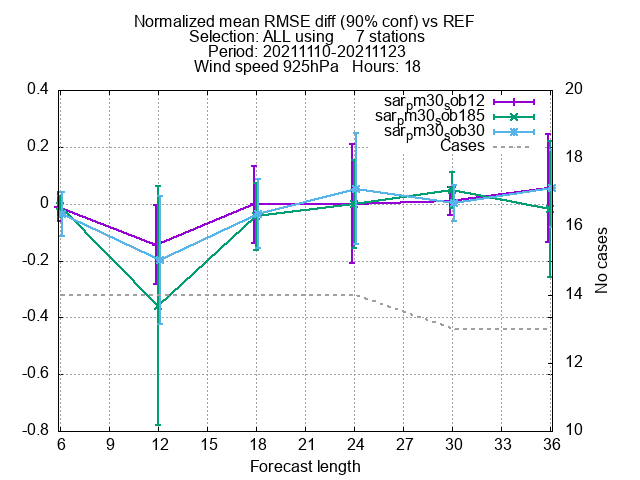 Normalized mean RMSE diff (90% conf) vs REF
Selection: ALL using 7 stations
Period: 20211110-20211123
Wind speed 925hPa Hours: 18
sarpm30sob12
sarpm30sob185
sarpm30sob30
Cases
0.4
0.2
0
-0.2
-0.4
-0.6
-0.8
20
18
16
14
12
10
No cases
6 9 12 15 18 21 24 27 30 33 36
Forecast length